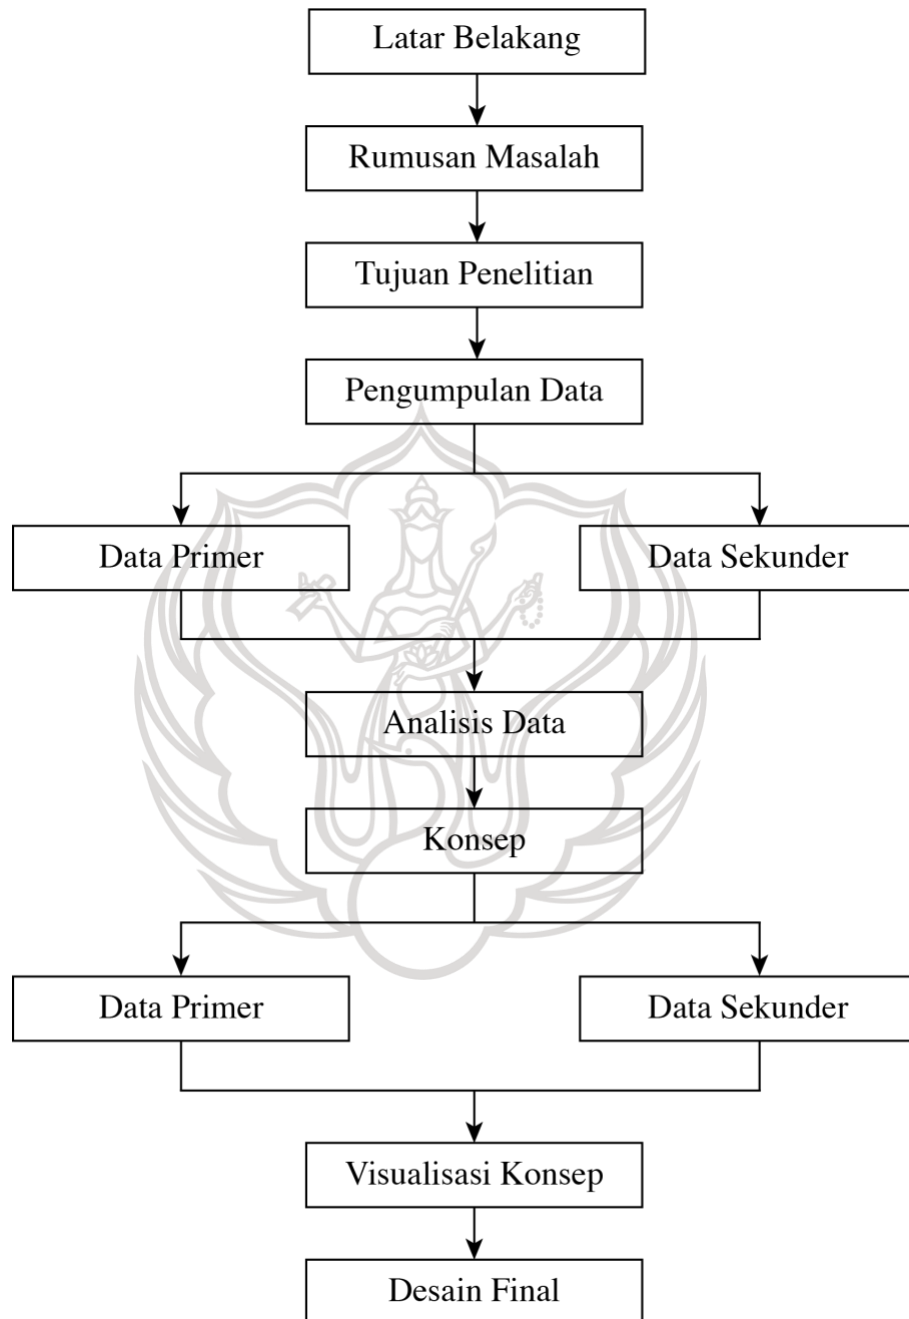 Latar Belakang
Rumusan Masalah
Tujuan Penelitian
Pengumpulan Data
Data Primer
Data Sekunder
Analisis Data
Konsep
Data Primer
Data Sekunder
Visualisasi Konsep
Desain Final